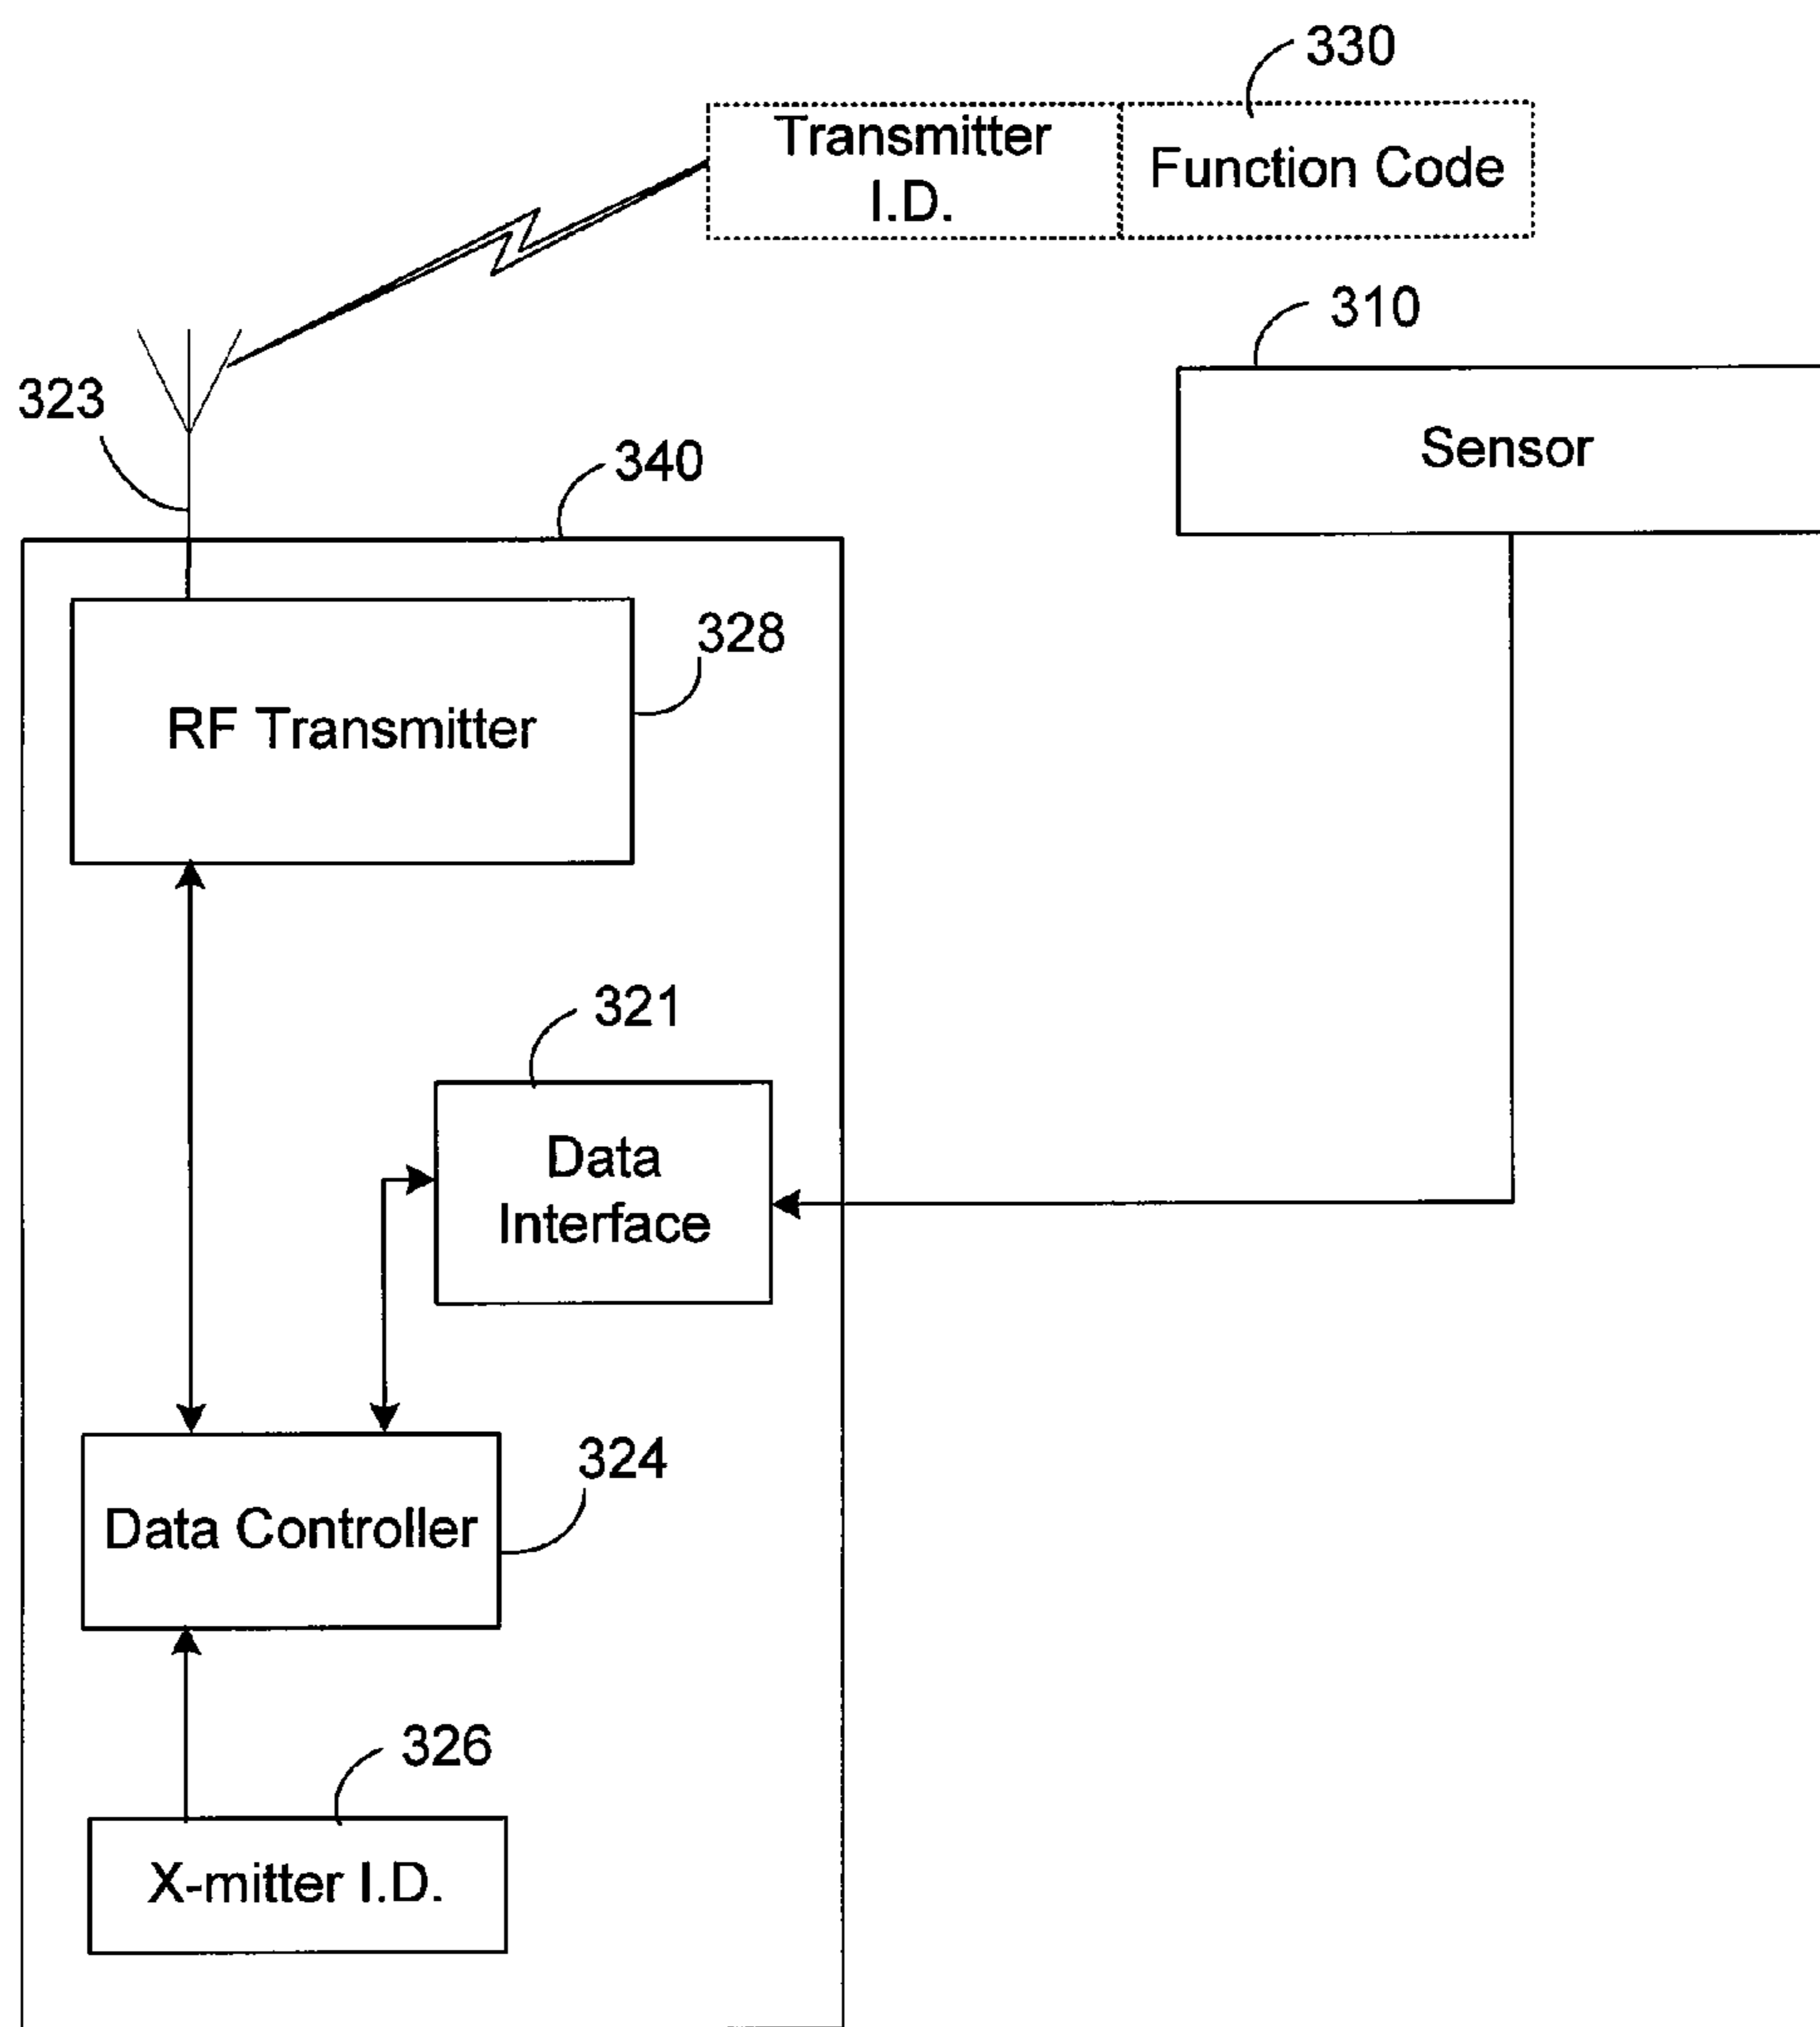 330
Transmitter
I.D.
Function Code
310
Sensor
323
340
328
RF Transmitter
321
Data
Interface
324
Data Controller
326
X-mitter I.D.